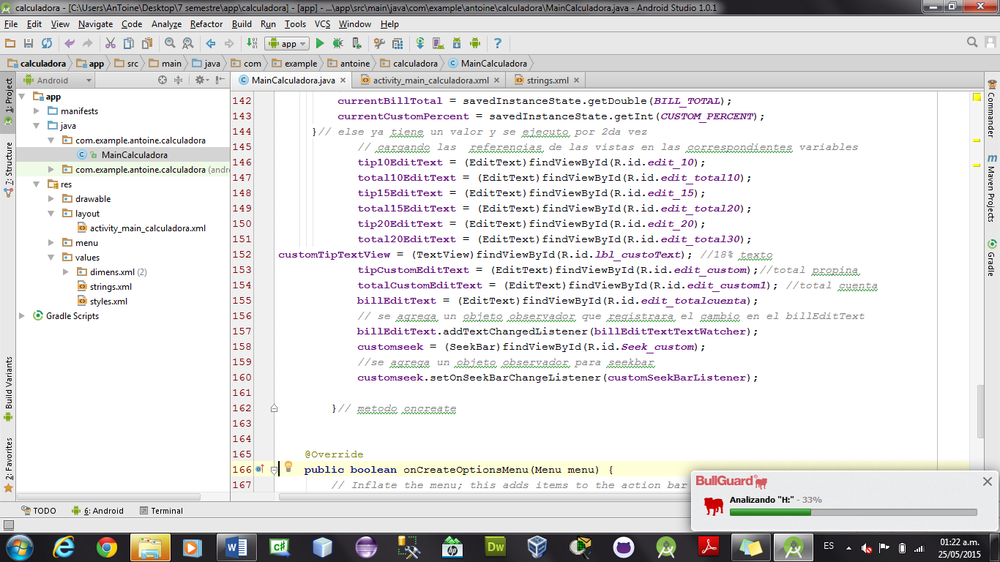 calculadora - [C:\Users\AnToine\Desktop\7 semestre\app\calculadora] - [app] - ...\app\src\main\java\com\example\antoine\calculadora\MainCalculadora.java - Android Studio 1.0.1
File Edit View Navigate Code Analyze Refactor Build Run Tools VCS Window Help
app
calculadora app src main java com example antoine calculadora MainCalculadora
1: Project
7: Structure
Build Variants
2: Favorites
Android
app
manifests
java
com.example.antoine.calculadora
MainCalculadora
com.example.antoine.calculadora (andro
res
drawable
layout
activity_main_calculadora.xml
menu
values
dimens.xml (2)
strings.xml
styles.xml
Gradle Scripts
MainCalculadora.java activity_main_calculadora.xml strings.xml
142 currentBillTotal = savedInstanceState.getDouble(BILL_TOTAL);
143 currentCustomPercent = savedInstanceState.getInt(CUSTOM_PERCENT);
144 }// else ya tiene un valor y se ejecuto por 2da vez
145 // cargando las  referencias de las vistas en las correspondientes variables
146 tip10EditText = (EditText)findViewById(R.id.edit_10);
147 total10EditText = (EditText)findViewById(R.id.edit_total10);
148 tip15EditText = (EditText)findViewById(R.id.edit_15);
149 total15EditText = (EditText)findViewById(R.id.edit_total20);
150 tip20EditText = (EditText)findViewById(R.id.edit_20);
151 total20EditText = (EditText)findViewById(R.id.edit_total30);
152 customTipTextView = (TextView)findViewById(R.id.lbl_custoText); //18% texto
153 tipCustomEditText = (EditText)findViewById(R.id.edit_custom);//total propina
154 totalCustomEditText = (EditText)findViewById(R.id.edit_custom1); //total cuenta
155 billEditText = (EditText)findViewById(R.id.edit_totalcuenta);
156 // se agrega un objeto observador que registrara el cambio en el billEditText
157 billEditText.addTextChangedListener(billEditTextTextWatcher);
158 customseek = (SeekBar)findViewById(R.id.Seek_custom);
159 //se agrega un objeto observador para seekbar
160 customseek.setOnSeekBarChangeListener(customSeekBarListener);
161
162 }// metodo oncreate
163
164
165 @Override
166 public boolean onCreateOptionsMenu(Menu menu) {
167 // Inflate the menu; this adds items to the action bar
Commander
m Maven Projects
Gradle
BullGuard
Analizando "H:" - 33%
TODO 6: Android Terminal
W C# hp Dw
ES
01:22 a.m.
25/05/2015